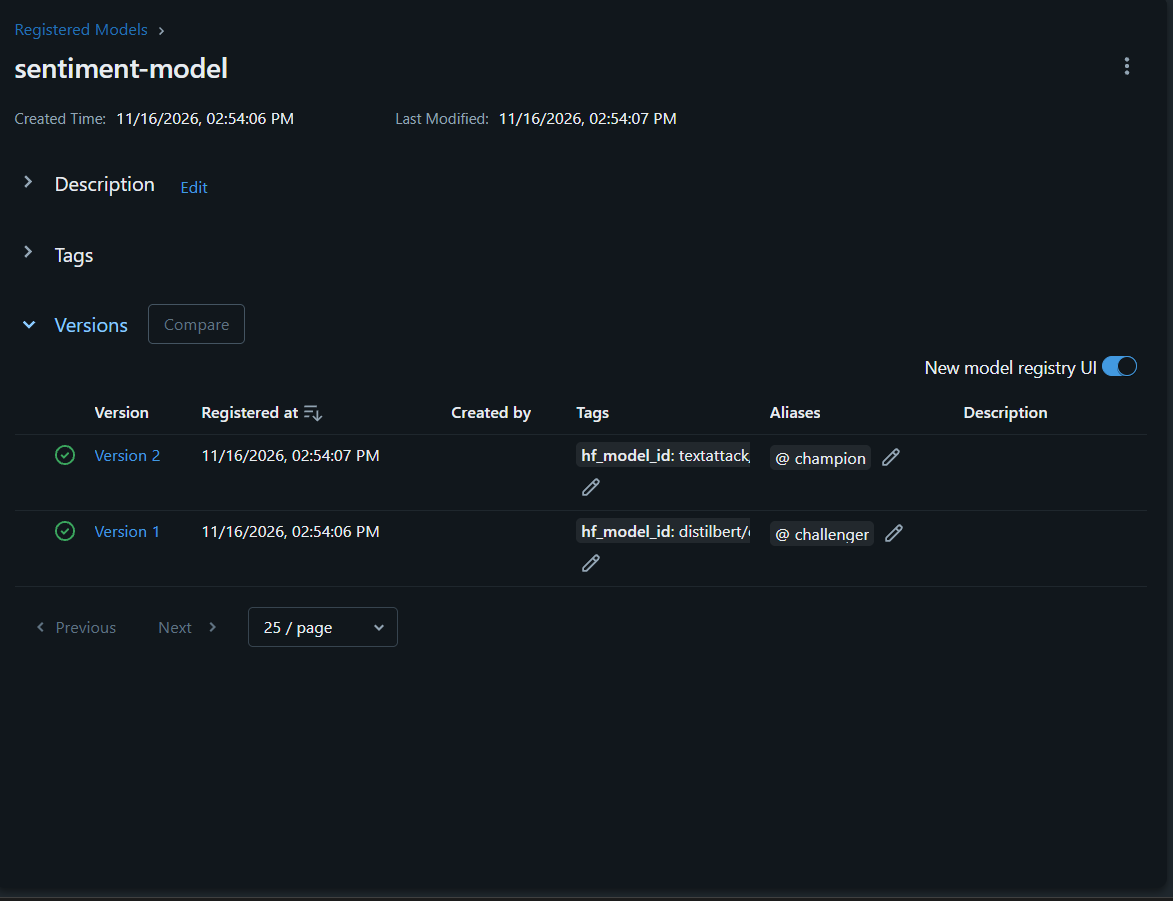 Registered Models
sentiment-model
Created Time: 11/16/2026, 02:54:06 PM Last Modified: 11/16/2026, 02:54:07 PM
Description Edit
Tags
Versions Compare
New model registry UI
Version Registered at Created by Tags Aliases Description
Version 2 11/16/2026, 02:54:07 PM hf_model_id: textattack @ champion
Version 1 11/16/2026, 02:54:06 PM hf_model_id: distilbert/ @ challenger
Previous Next 25 / page